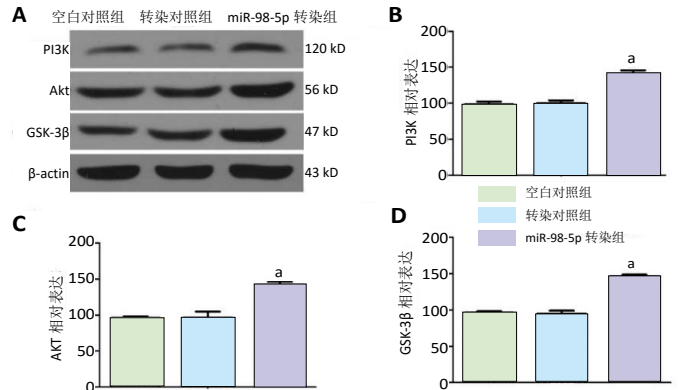 A 空白对照组 转染对照组 miR-98-5p 转染组
PI3K 120 kD
Akt 56 kD
GSK-3β 47 kD
β-actin 43 kD
B
PI3K 相对表达
200
150
100
50
0
a
空白对照组
转染对照组
miR-98-5p 转染组
C
AKT 相对表达
200
150
100
50
0
a
D
GSK-3β 相对表达
200
150
100
50
0
a